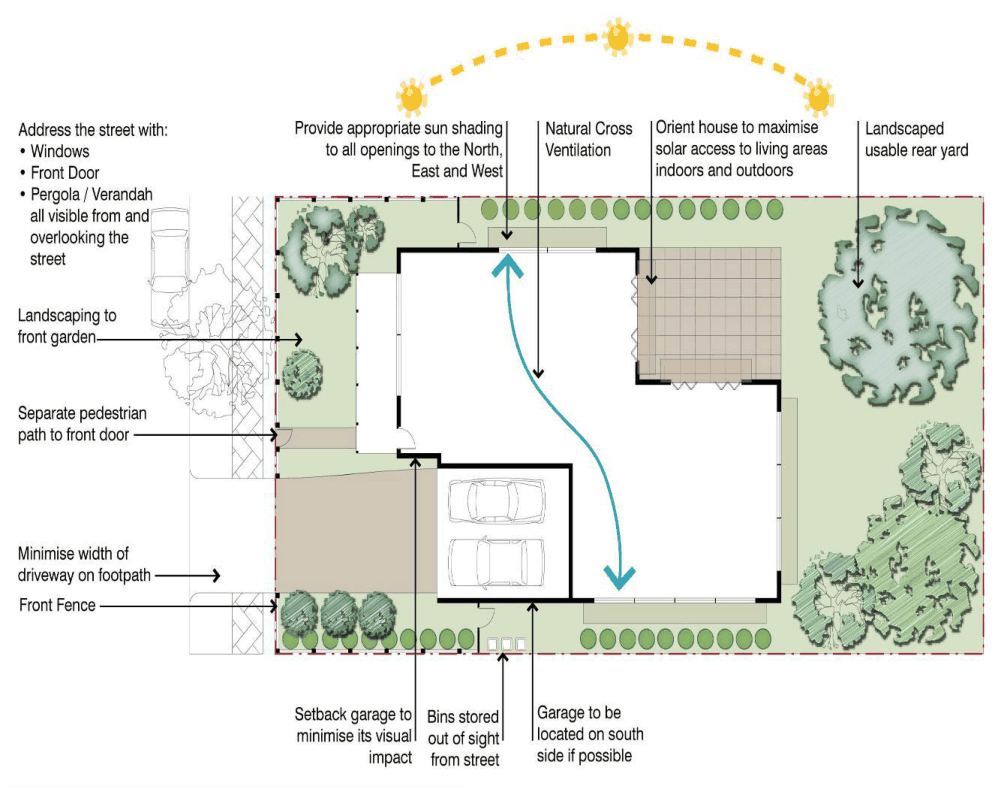 Address the street with:
• Windows
• Front Door
• Pergola / Verandah
all visible from and
overlooking the
street
Provide appropriate sun shading
to all openings to the North,
East and West
Natural Cross
Ventilation
Orient house to maximise
solar access to living areas
indoors and outdoors
Landscaped
usable rear yard
Landscaping to
front garden
Separate pedestrian
path to front door
Minimise width of
driveway on footpath
Front Fence
Setback garage to
minimise its visual
impact
Bins stored
out of sight
from street
Garage to be
located on south
side if possible